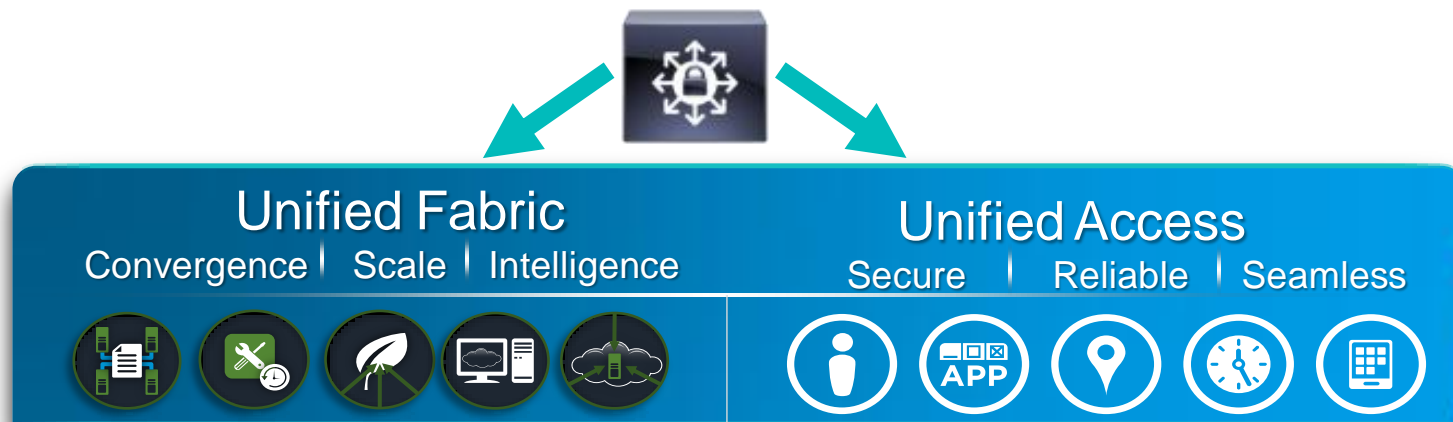 Unified Fabric
Convergence | Scale | Intelligence
Unified Access
Secure | Reliable | Seamless
APP